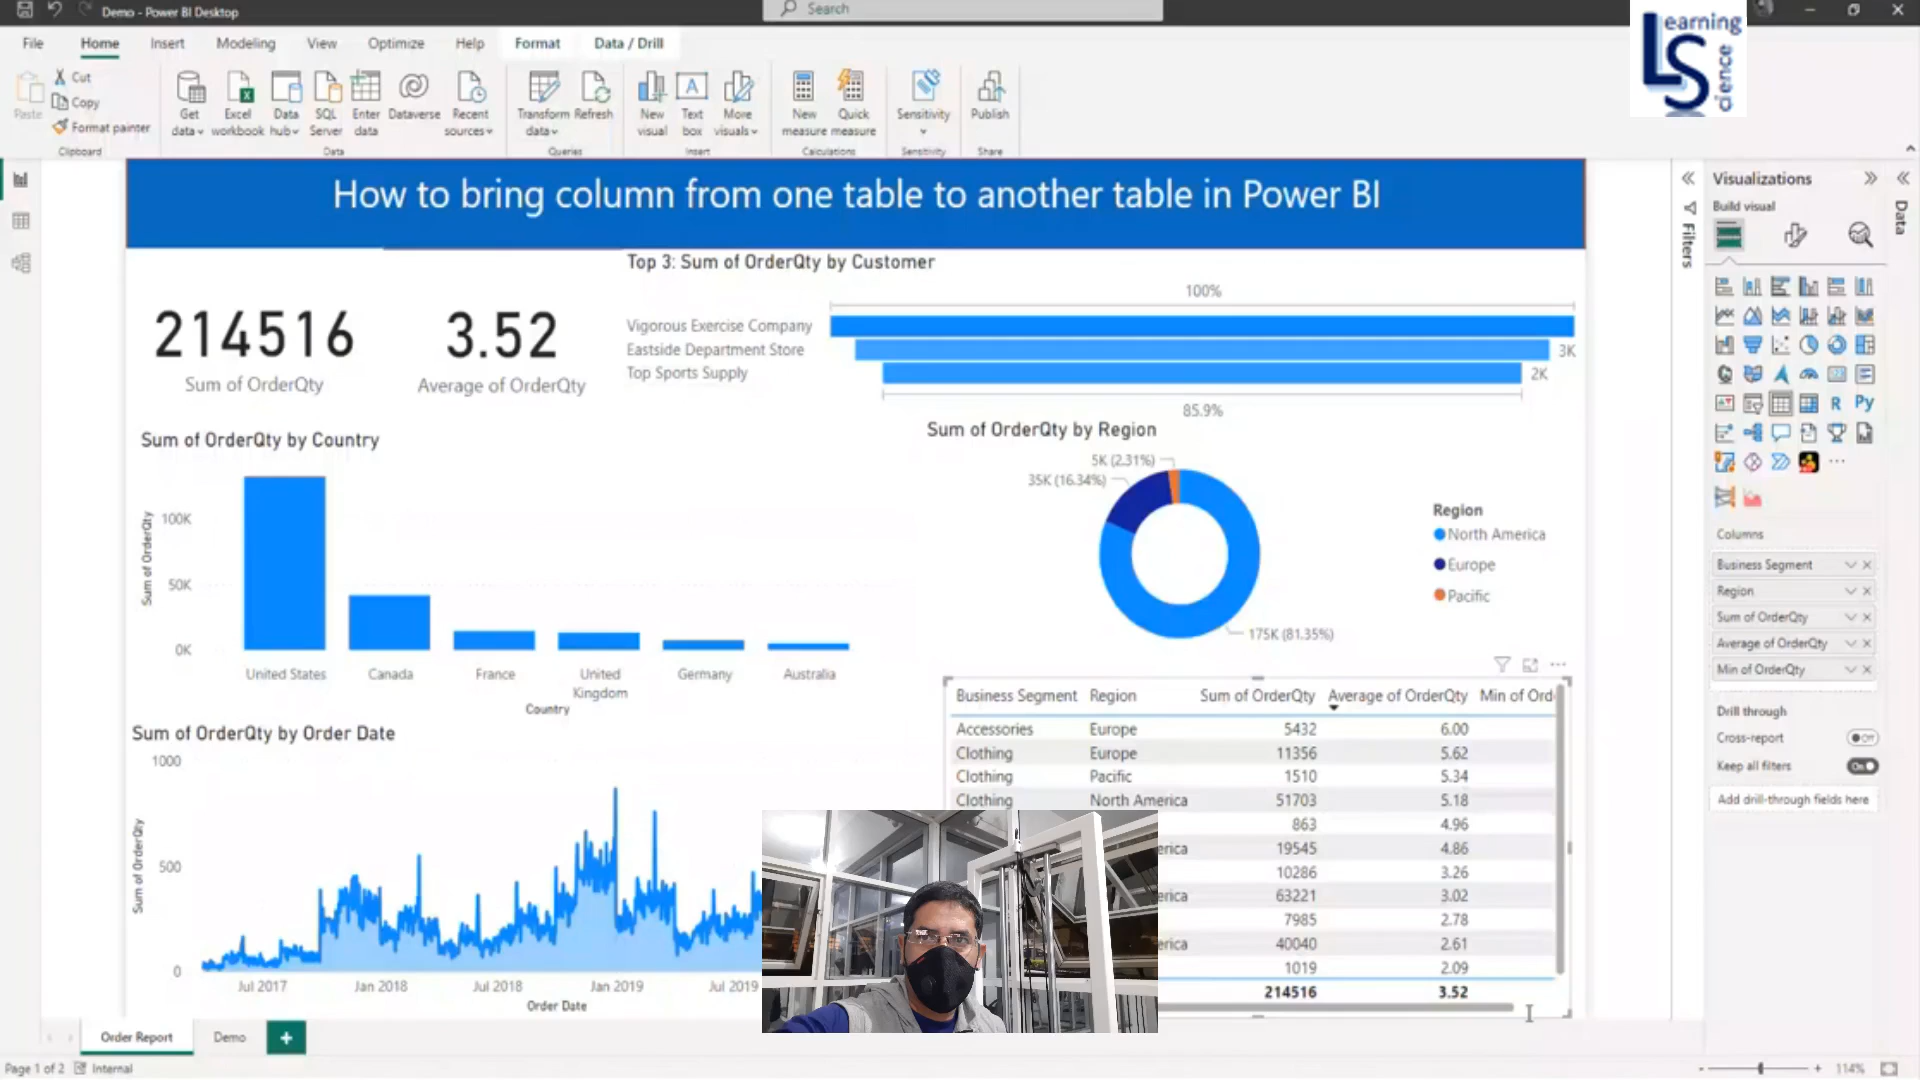 Demo - Power BI Desktop
Search
Learning Science
File Home Insert Modeling View Optimize Help Format Data / Drill
Paste
Cut
Copy
Format painter
Clipboard
Get data
Excel workbook
Data hub
SQL Server
Enter data
Dataverse
Recent sources
Data
Transform data
Refresh
Queries
New visual
Text box
More visuals
Insert
New measure
Quick measure
Calculations
Sensitivity
Sensitivity
Publish
Share
How to bring column from one table to another table in Power BI
214516
Sum of OrderQty
3.52
Average of OrderQty
Top 3: Sum of OrderQty by Customer
100%
Vigorous Exercise Company
Eastside Department Store
3K
Top Sports Supply
2K
85.9%
Sum of OrderQty by Country
Sum of OrderQty
100K
50K
0K
United States
Canada
France
United Kingdom
Germany
Australia
Country
Sum of OrderQty by Region
5K (2.31%)
35K (16.34%)
175K (81.35%)
Region
North America
Europe
Pacific
Sum of OrderQty by Order Date
Sum of OrderQty
1000
500
0
Jul 2017
Jan 2018
Jul 2018
Jan 2019
Jul 2019
Order Date
Business Segment Region Sum of OrderQty Average of OrderQty Min of Ord
Accessories Europe 5432 6.00
Clothing Europe 11356 5.62
Clothing Pacific 1510 5.34
Clothing North America 51703 5.18
863 4.96
erica 19545 4.86
10286 3.26
erica 63221 3.02
7985 2.78
erica 40040 2.61
1019 2.09
214516 3.52
Filters
Visualizations
Build visual
R
Py
Columns
Business Segment
Region
Sum of OrderQty
Average of OrderQty
Min of OrderQty
Drill through
Cross-report
Off
Keep all filters
On
Add drill-through fields here
Data
Order Report
Demo
+
Page 1 of 2
Internal
- + 114%